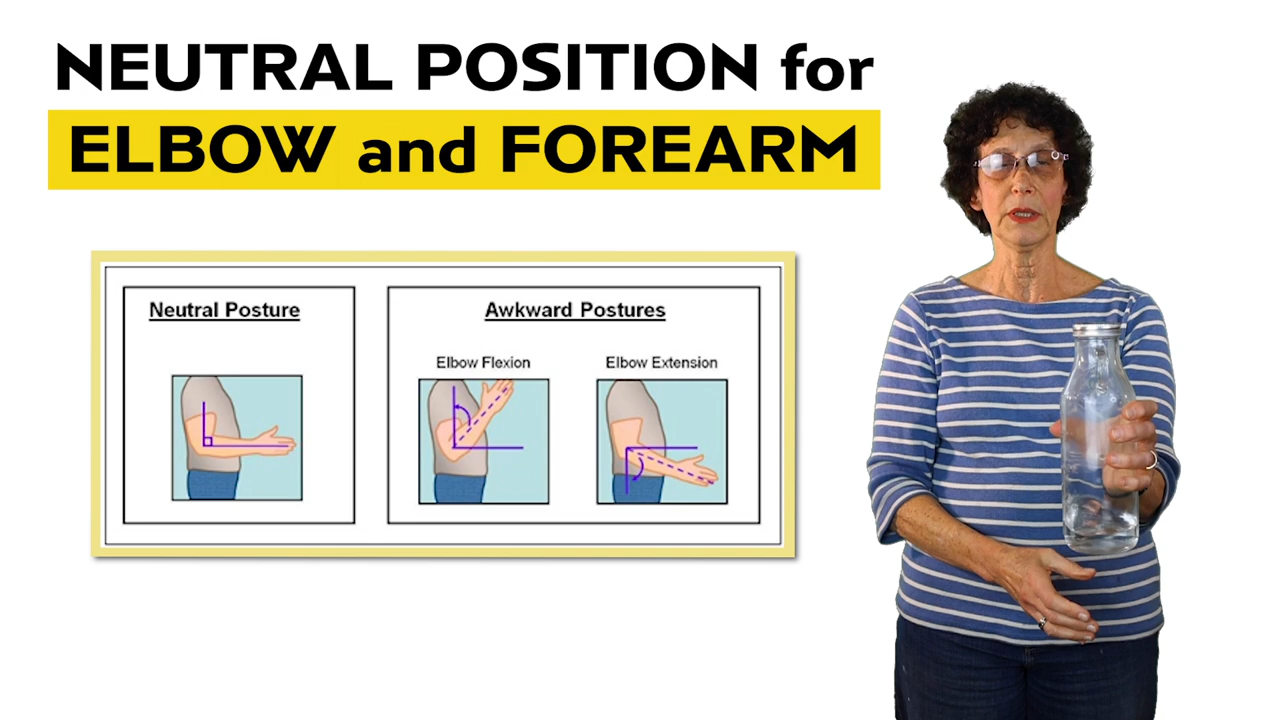 NEUTRAL POSITION for
ELBOW and FOREARM
Neutral Posture
Awkward Postures
Elbow Flexion
Elbow Extension